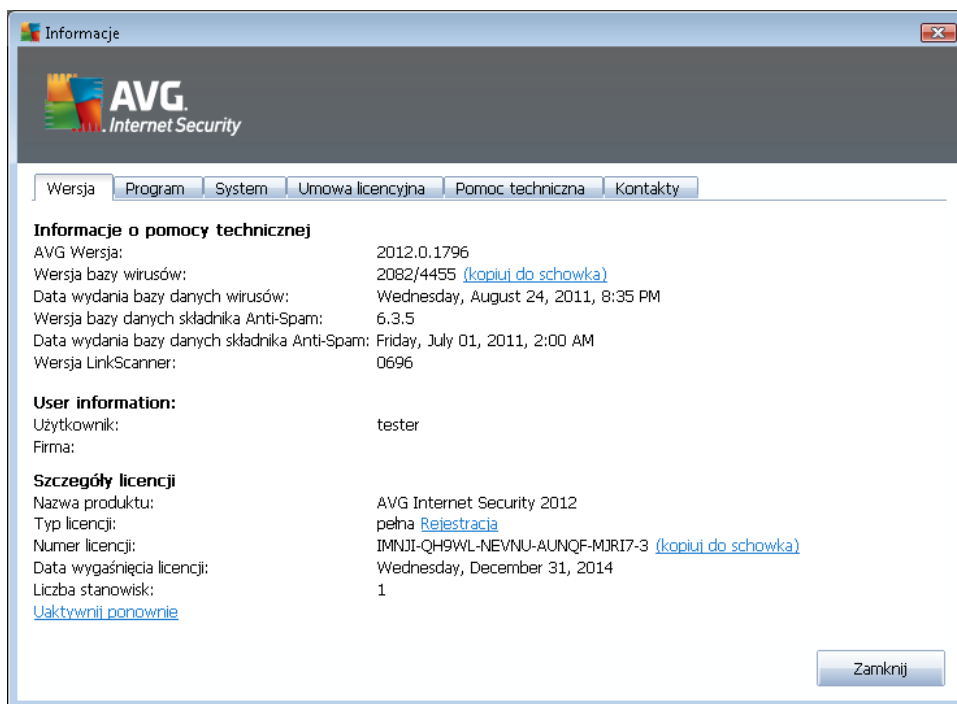 Informacje
AVG.
Internet Security
Wersja Program System Umowa licencyjna Pomoc techniczna Kontakty
Informacje o pomocy technicznej
AVG Wersja: 2012.0.1796
Wersja bazy wirusów: 2082/4455 (kopiuj do schowka)
Data wydania bazy danych wirusów: Wednesday, August 24, 2011, 8:35 PM
Wersja bazy danych składnika Anti-Spam: 6.3.5
Data wydania bazy danych składnika Anti-Spam: Friday, July 01, 2011, 2:00 AM
Wersja LinkScanner: 0696
User information:
Użytkownik: tester
Firma:
Szczegóły licencji
Nazwa produktu: AVG Internet Security 2012
Typ licencji: pełna Rejestracja
Numer licencji: IMNJI-QH9WL-NEVNU-AUNQF-MJRI7-3 (kopiuj do schowka)
Data wygaśnięcia licencji: Wednesday, December 31, 2014
Liczba stanowisk: 1
Uaktywnij ponownie
Zamknij